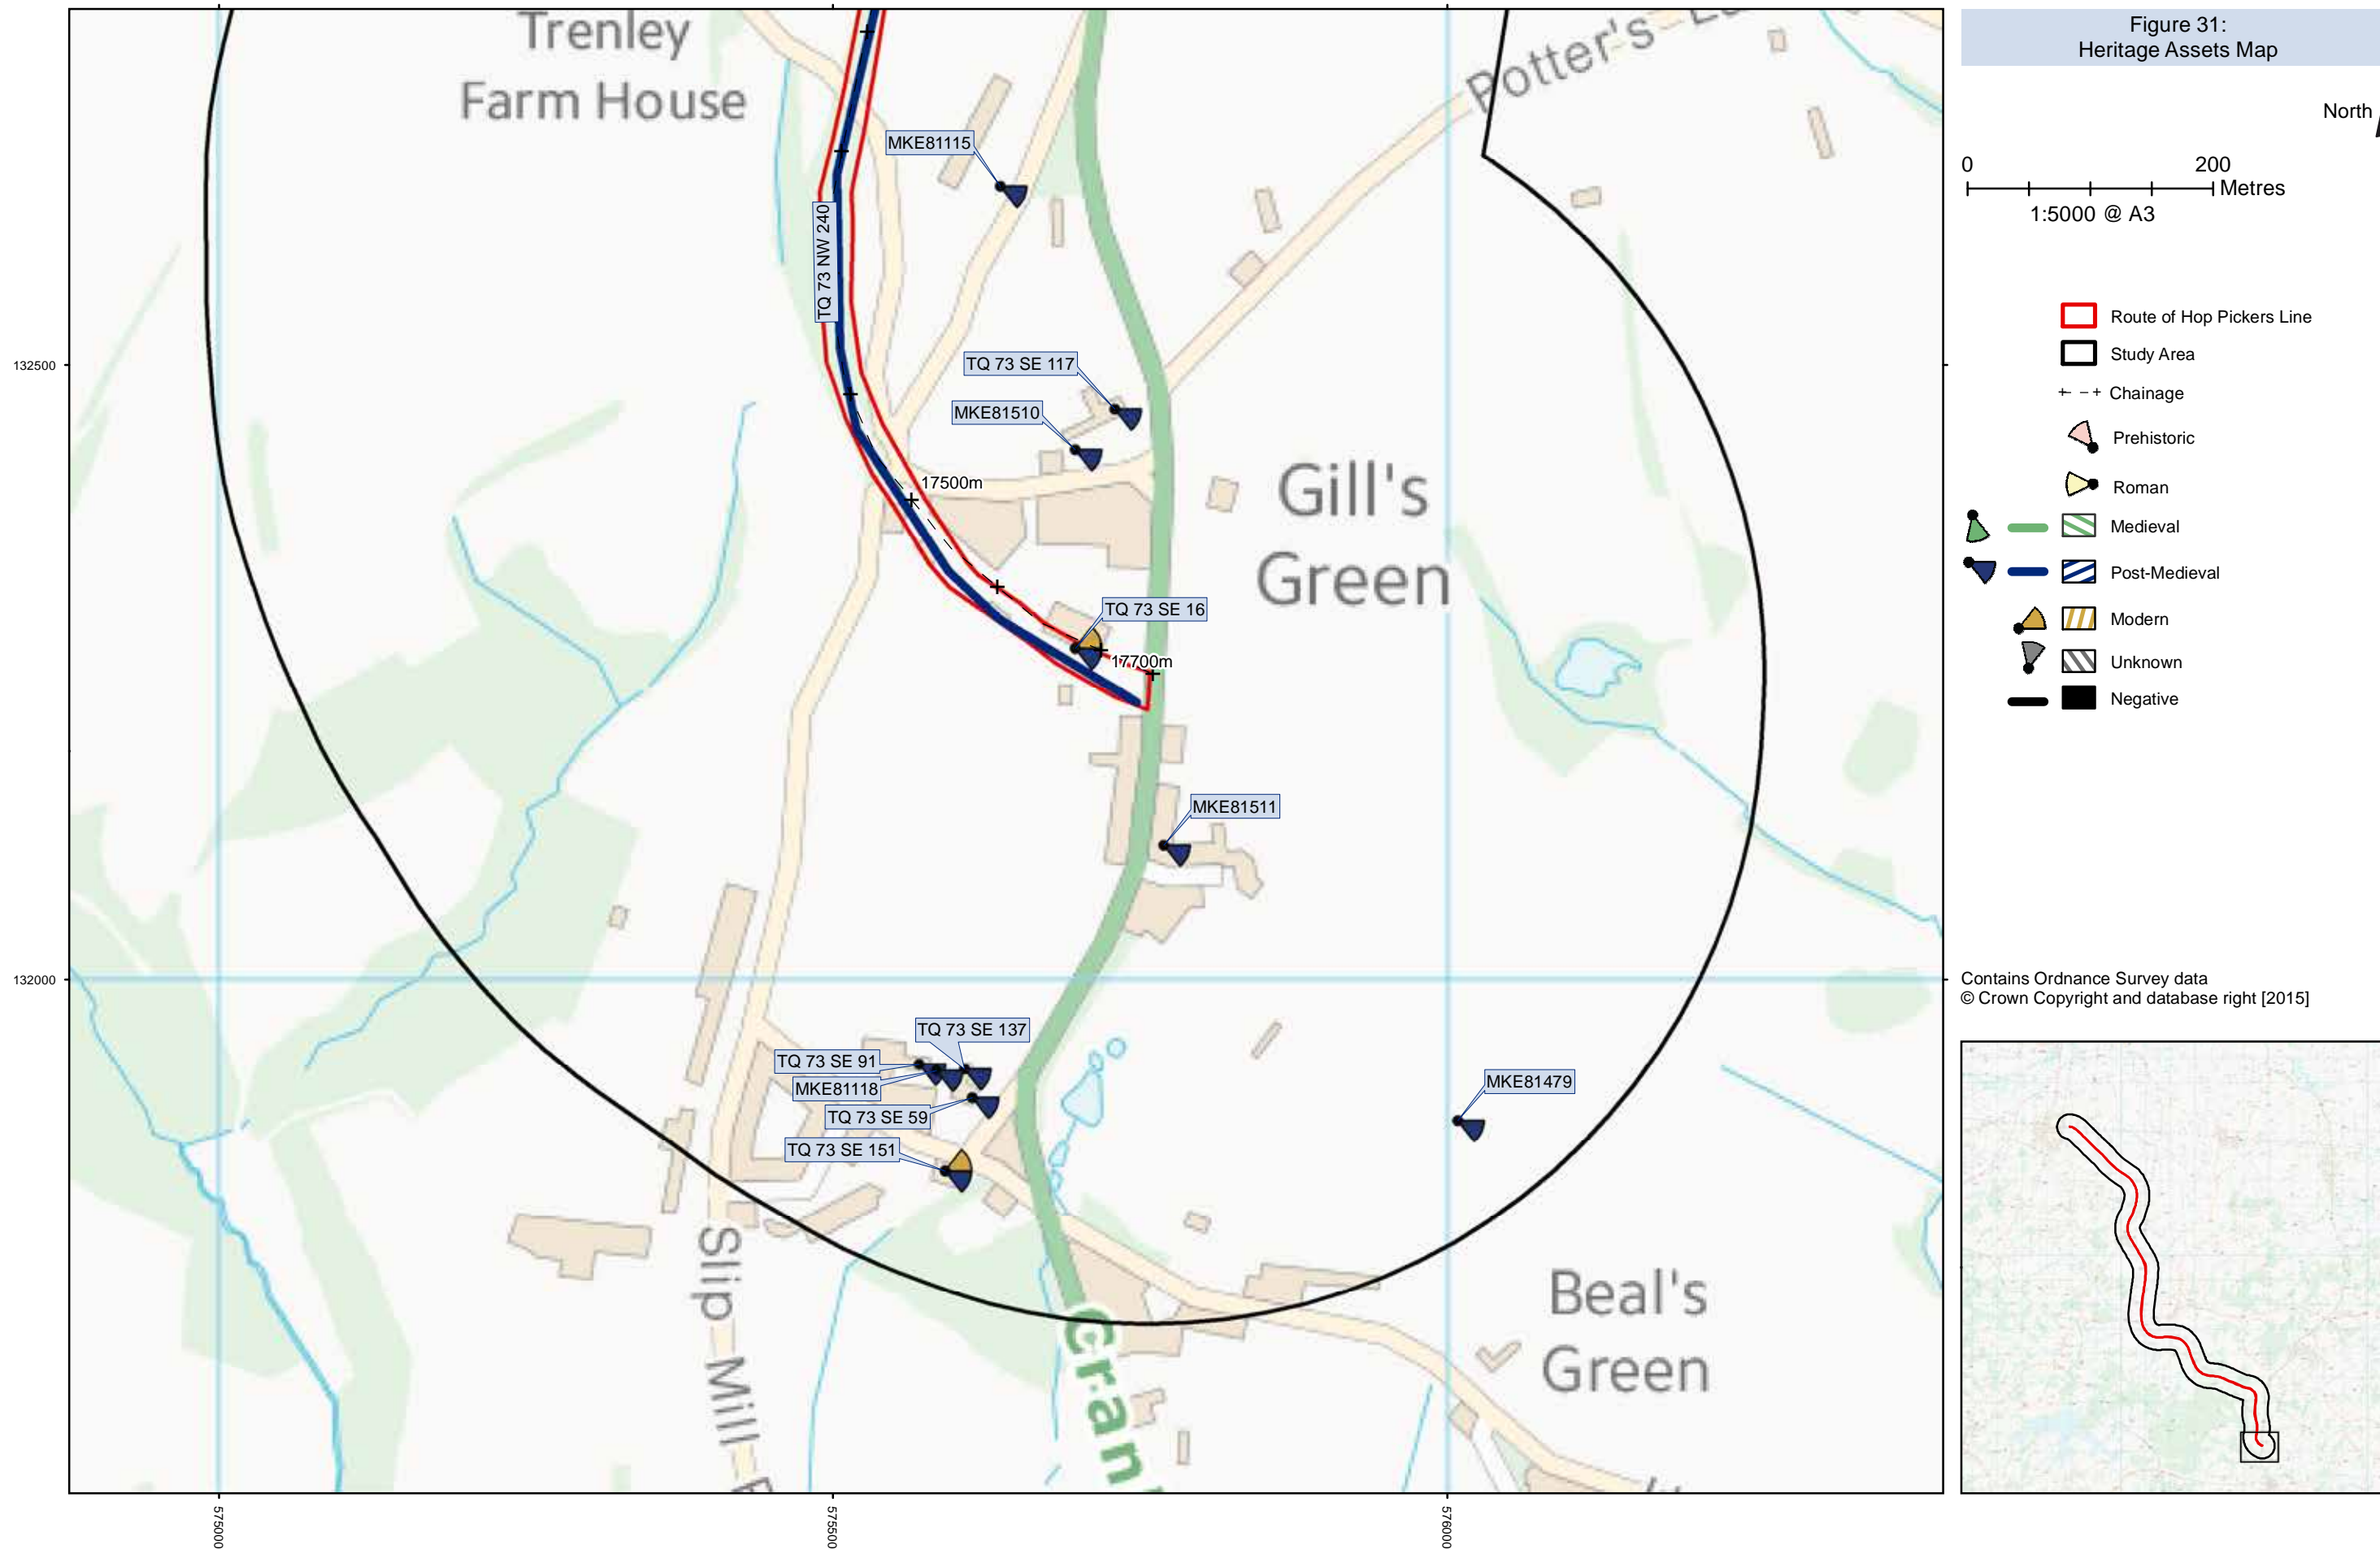 Figure 31:
Heritage Assets Map
North
0 200
Metres
1:5000 @ A3
Route of Hop Pickers Line
Study Area
Chainage
Prehistoric
Roman
Medieval
Post-Medieval
Modern
Unknown
Negative
Contains Ordnance Survey data
© Crown Copyright and database right [2015]
Trenley
Farm House
Potter's
MKE81115
TQ 73 NW 240
TQ 73 SE 117
MKE81510
17500m
Gill's
Green
TQ 73 SE 16
17700m
MKE81511
TQ 73 SE 137
TQ 73 SE 91
MKE81118
TQ 73 SE 59
TQ 73 SE 151
MKE81479
Slip Mill
Beal's
Green
Cran
132500
132000
575000
575500
576000